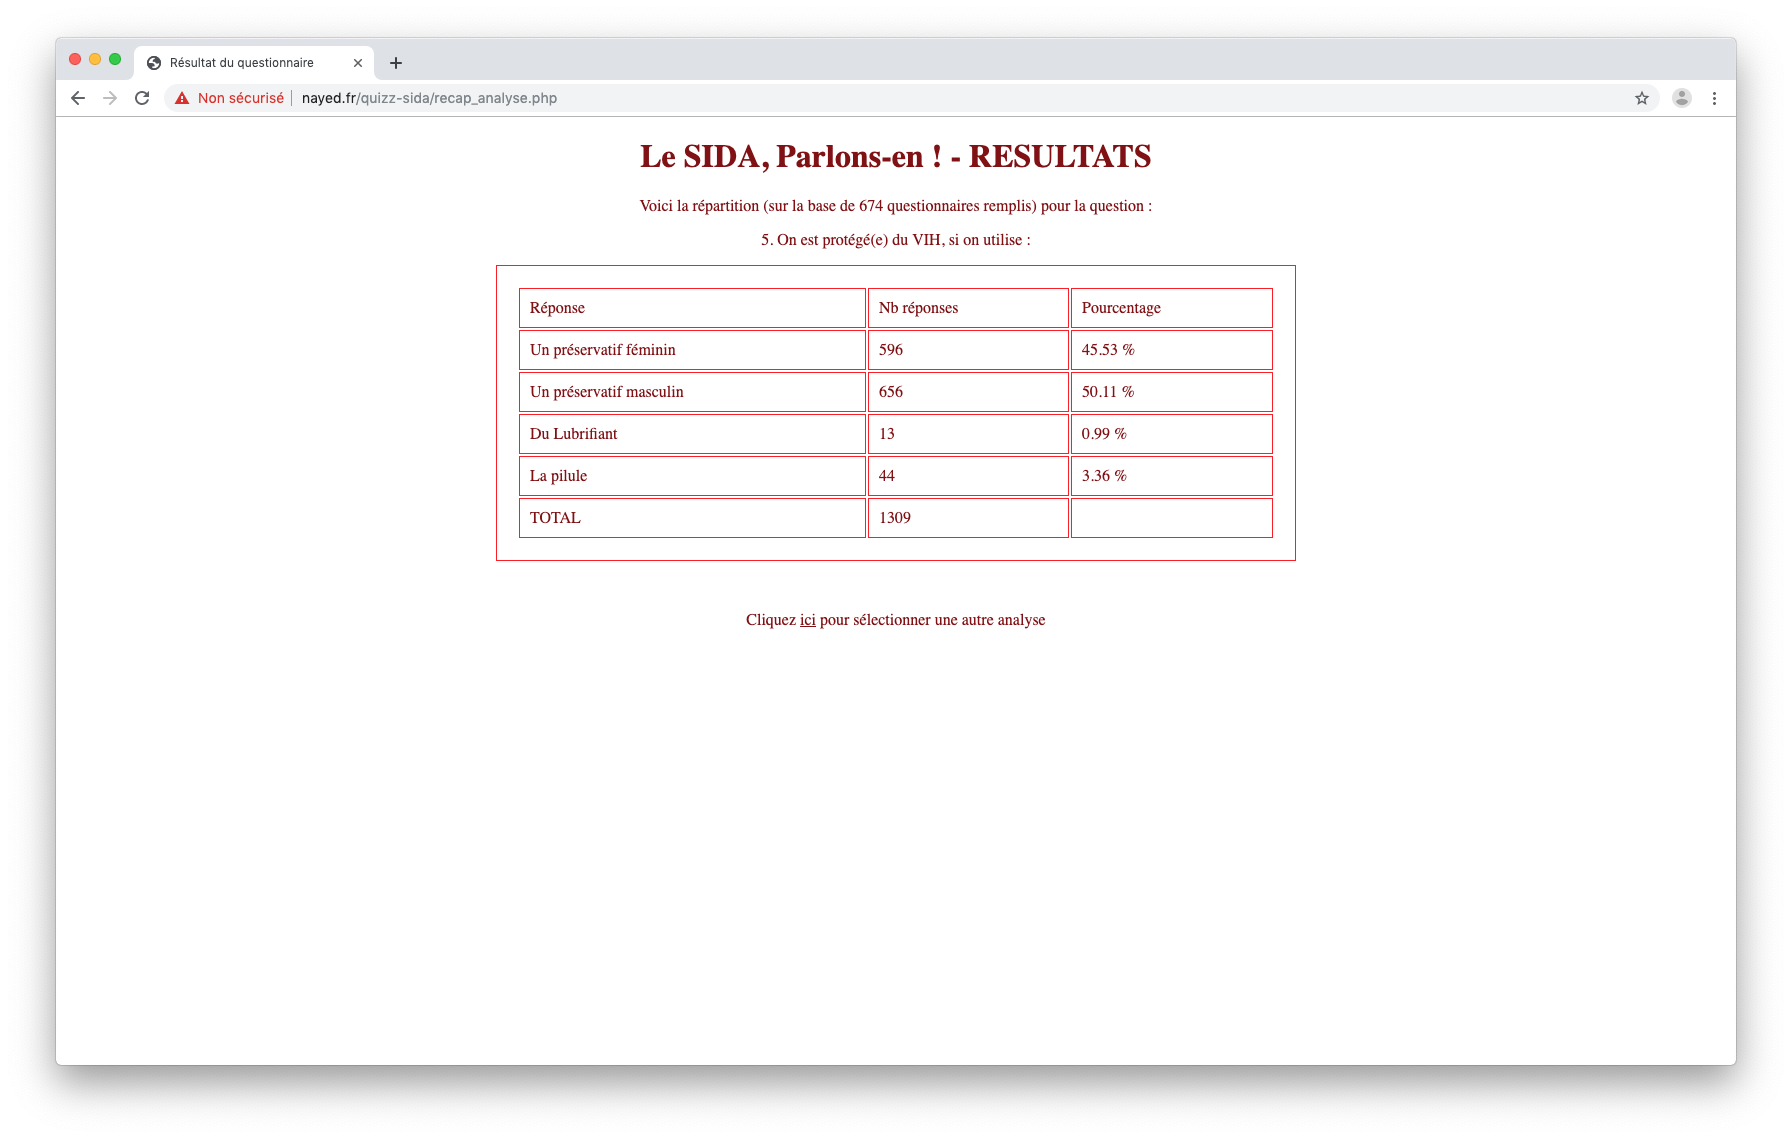 Résultat du questionnaire
Non sécurisé nayed.fr/quizz-sida/recap_analyse.php
Le SIDA, Parlons-en ! - RESULTATS
Voici la répartition (sur la base de 674 questionnaires remplis) pour la question :
5. On est protégé(e) du VIH, si on utilise :
Réponse Nb réponses Pourcentage
Un préservatif féminin 596 45.53 %
Un préservatif masculin 656 50.11 %
Du Lubrifiant 13 0.99 %
La pilule 44 3.36 %
TOTAL 1309
Cliquez ici pour sélectionner une autre analyse